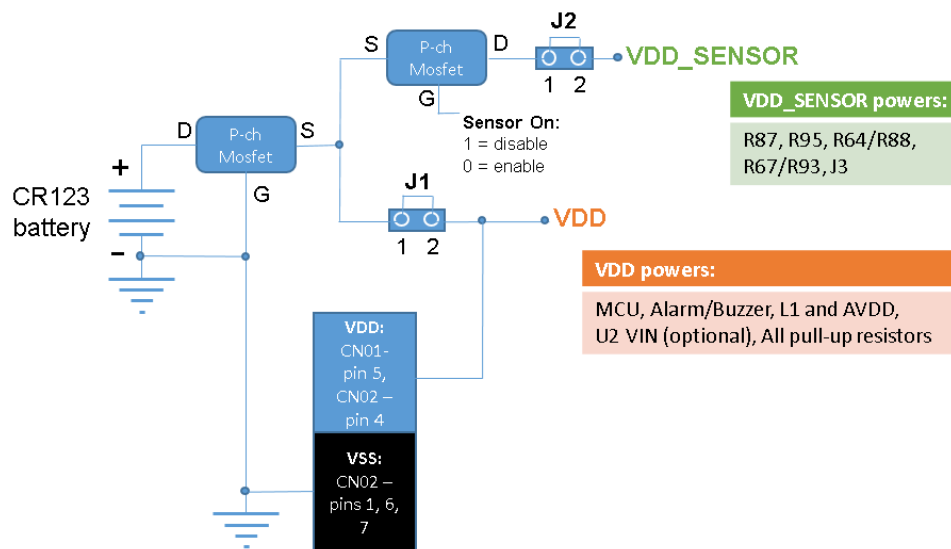 J2
P-ch
Mosfet
S
D
1 2
VDD_SENSOR
G
Sensor On:
1 = disable
0 = enable
VDD_SENSOR powers:
R87, R95, R64/R88,
R67/R93, J3
D
P-ch
Mosfet
S
G
+
CR123
battery
-
J1
1 2
VDD
VDD powers:
MCU, Alarm/Buzzer, L1 and AVDD,
U2 VIN (optional), All pull-up resistors
VDD:
CN01-
pin 5,
CN02 –
pin 4
VSS:
CN02 –
pins 1, 6,
7